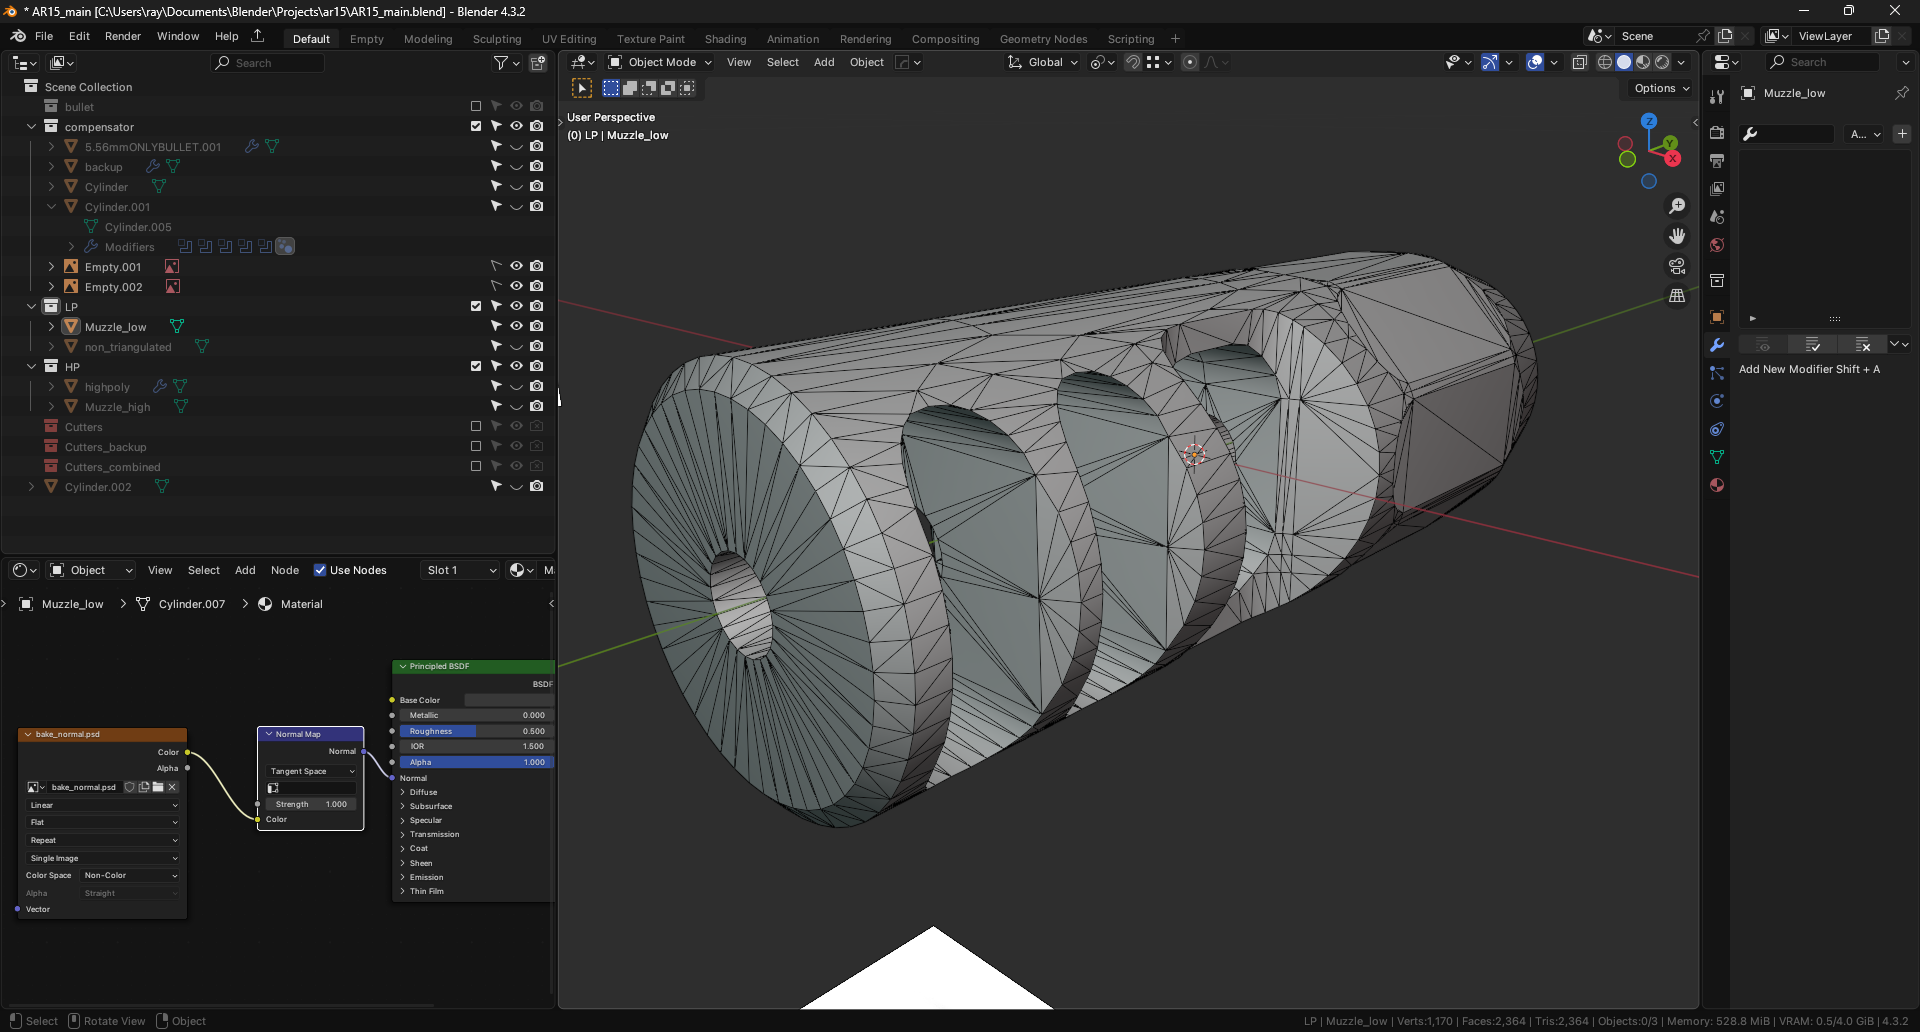 * AR15_main [C:\Users\ray\Documents\Blender\Projects\ar15\AR15_main.blend] - Blender 4.3.2
File Edit Render Window Help
Default Empty Modeling Sculpting UV Editing Texture Paint Shading Animation Rendering Compositing Geometry Nodes Scripting +
Scene
ViewLayer
Search
Object Mode View Select Add Object
Global
Search
Options
Scene Collection
bullet
compensator
5.56mmONLYBULLET.001
backup
Cylinder
Cylinder.001
Cylinder.005
Modifiers
Empty.001
Empty.002
LP
Muzzle_low
non_triangulated
HP
highpoly
Muzzle_high
Cutters
Cutters_backup
Cutters_combined
Cylinder.002
User Perspective
(0) LP | Muzzle_low
Z
Y
X
Muzzle_low
A...
Add New Modifier Shift + A
Object View Select Add Node Use Nodes Slot 1
Muzzle_low > Cylinder.007 > Material
Principled BSDF
BSDF
Base Color
Metallic 0.000
Roughness 0.500
IOR 1.500
Alpha 1.000
Normal
Diffuse
Subsurface
Specular
Transmission
Coat
Sheen
Emission
Thin Film
bake_normal.psd
Color
Alpha
bake_normal.psd
Linear
Flat
Repeat
Single Image
Color Space Non-Color
Alpha Straight
Vector
Normal Map
Normal
Tangent Space
Strength 1.000
Color
Select Rotate View Object
LP | Muzzle_low | Verts:1,170 | Faces:2,364 | Tris:2,364 | Objects:0/3 | Memory: 528.8 MiB | VRAM: 0.5/4.0 GiB | 4.3.2